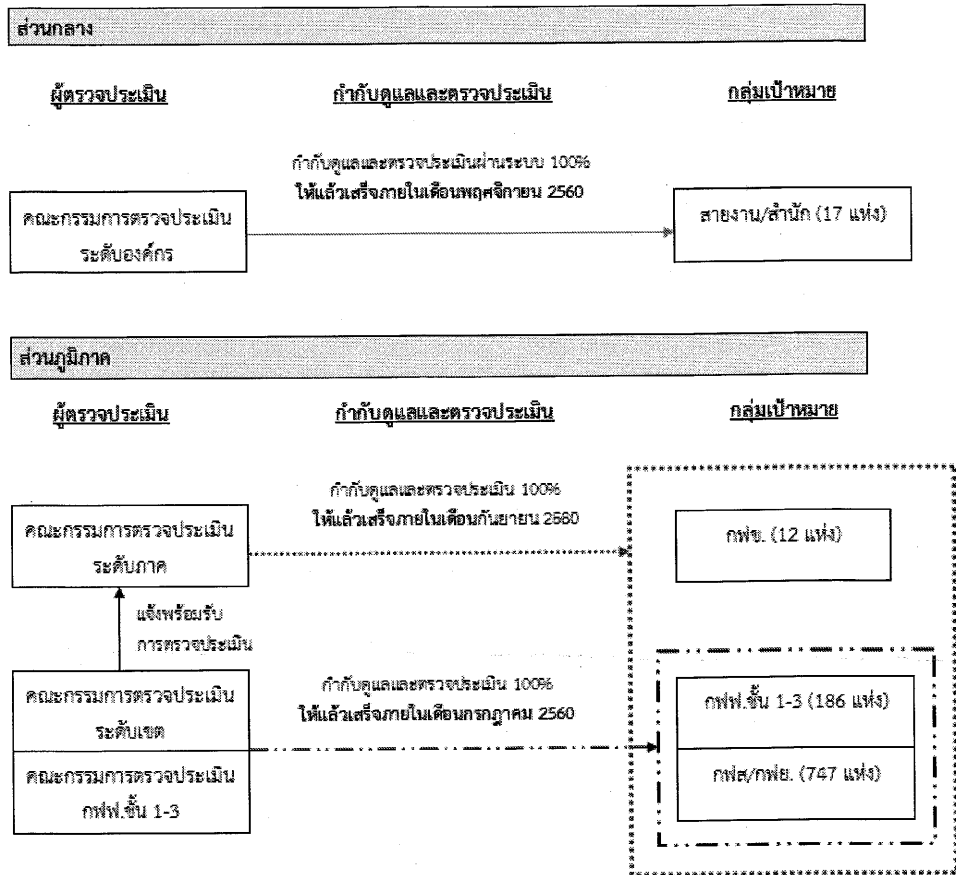 ส่วนกลาง
ผู้ตรวจประเมิน
กำกับดูแลและตรวจประเมิน
กลุ่มเป้าหมาย
กำกับดูแลและตรวจประเมินผ่านระบบ 100%
ให้แล้วเสร็จภายในเดือนพฤศจิกายน 2560
คณะกรรมการตรวจประเมิน
ระดับองค์กร
สายงาน/สำนัก (17 แห่ง)
ส่วนภูมิภาค
ผู้ตรวจประเมิน
กำกับดูแลและตรวจประเมิน
กลุ่มเป้าหมาย
กำกับดูแลและตรวจประเมิน 100%
ให้แล้วเสร็จภายในเดือนกันยายน 2560
คณะกรรมการตรวจประเมิน
ระดับภาค
กฟข. (12 แห่ง)
แจ้งพร้อมรับ
การตรวจประเมิน
คณะกรรมการตรวจประเมิน
ระดับเขต
กำกับดูแลและตรวจประเมิน 100%
ให้แล้วเสร็จภายในเดือนกรกฎาคม 2560
กฟฟ.ชั้น 1-3 (186 แห่ง)
คณะกรรมการตรวจประเมิน
กฟฟ.ชั้น 1-3
กฟส/กฟย. (747 แห่ง)